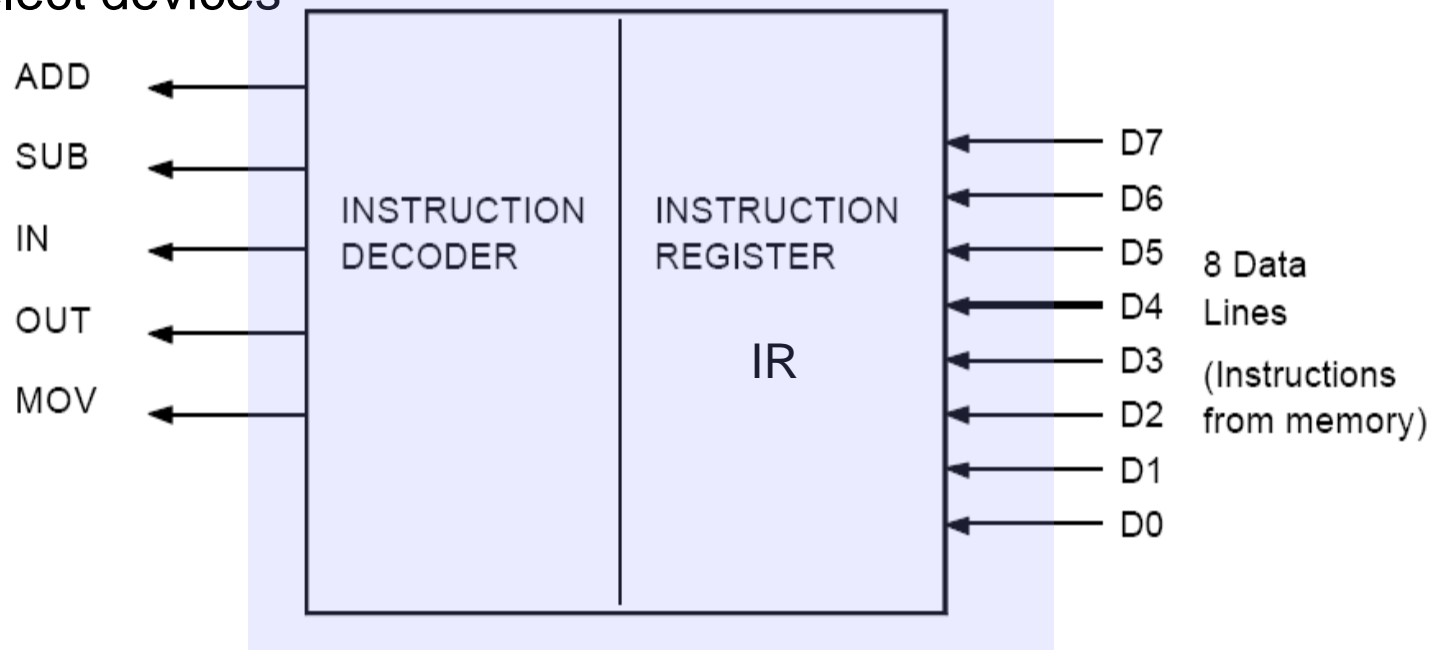 devices
ADD
SUB
IN
OUT
MOV
INSTRUCTION
DECODER
INSTRUCTION
REGISTER
IR
D7
D6
D5
D4
D3
D2
D1
D0
8 Data
Lines
(Instructions
from memory)